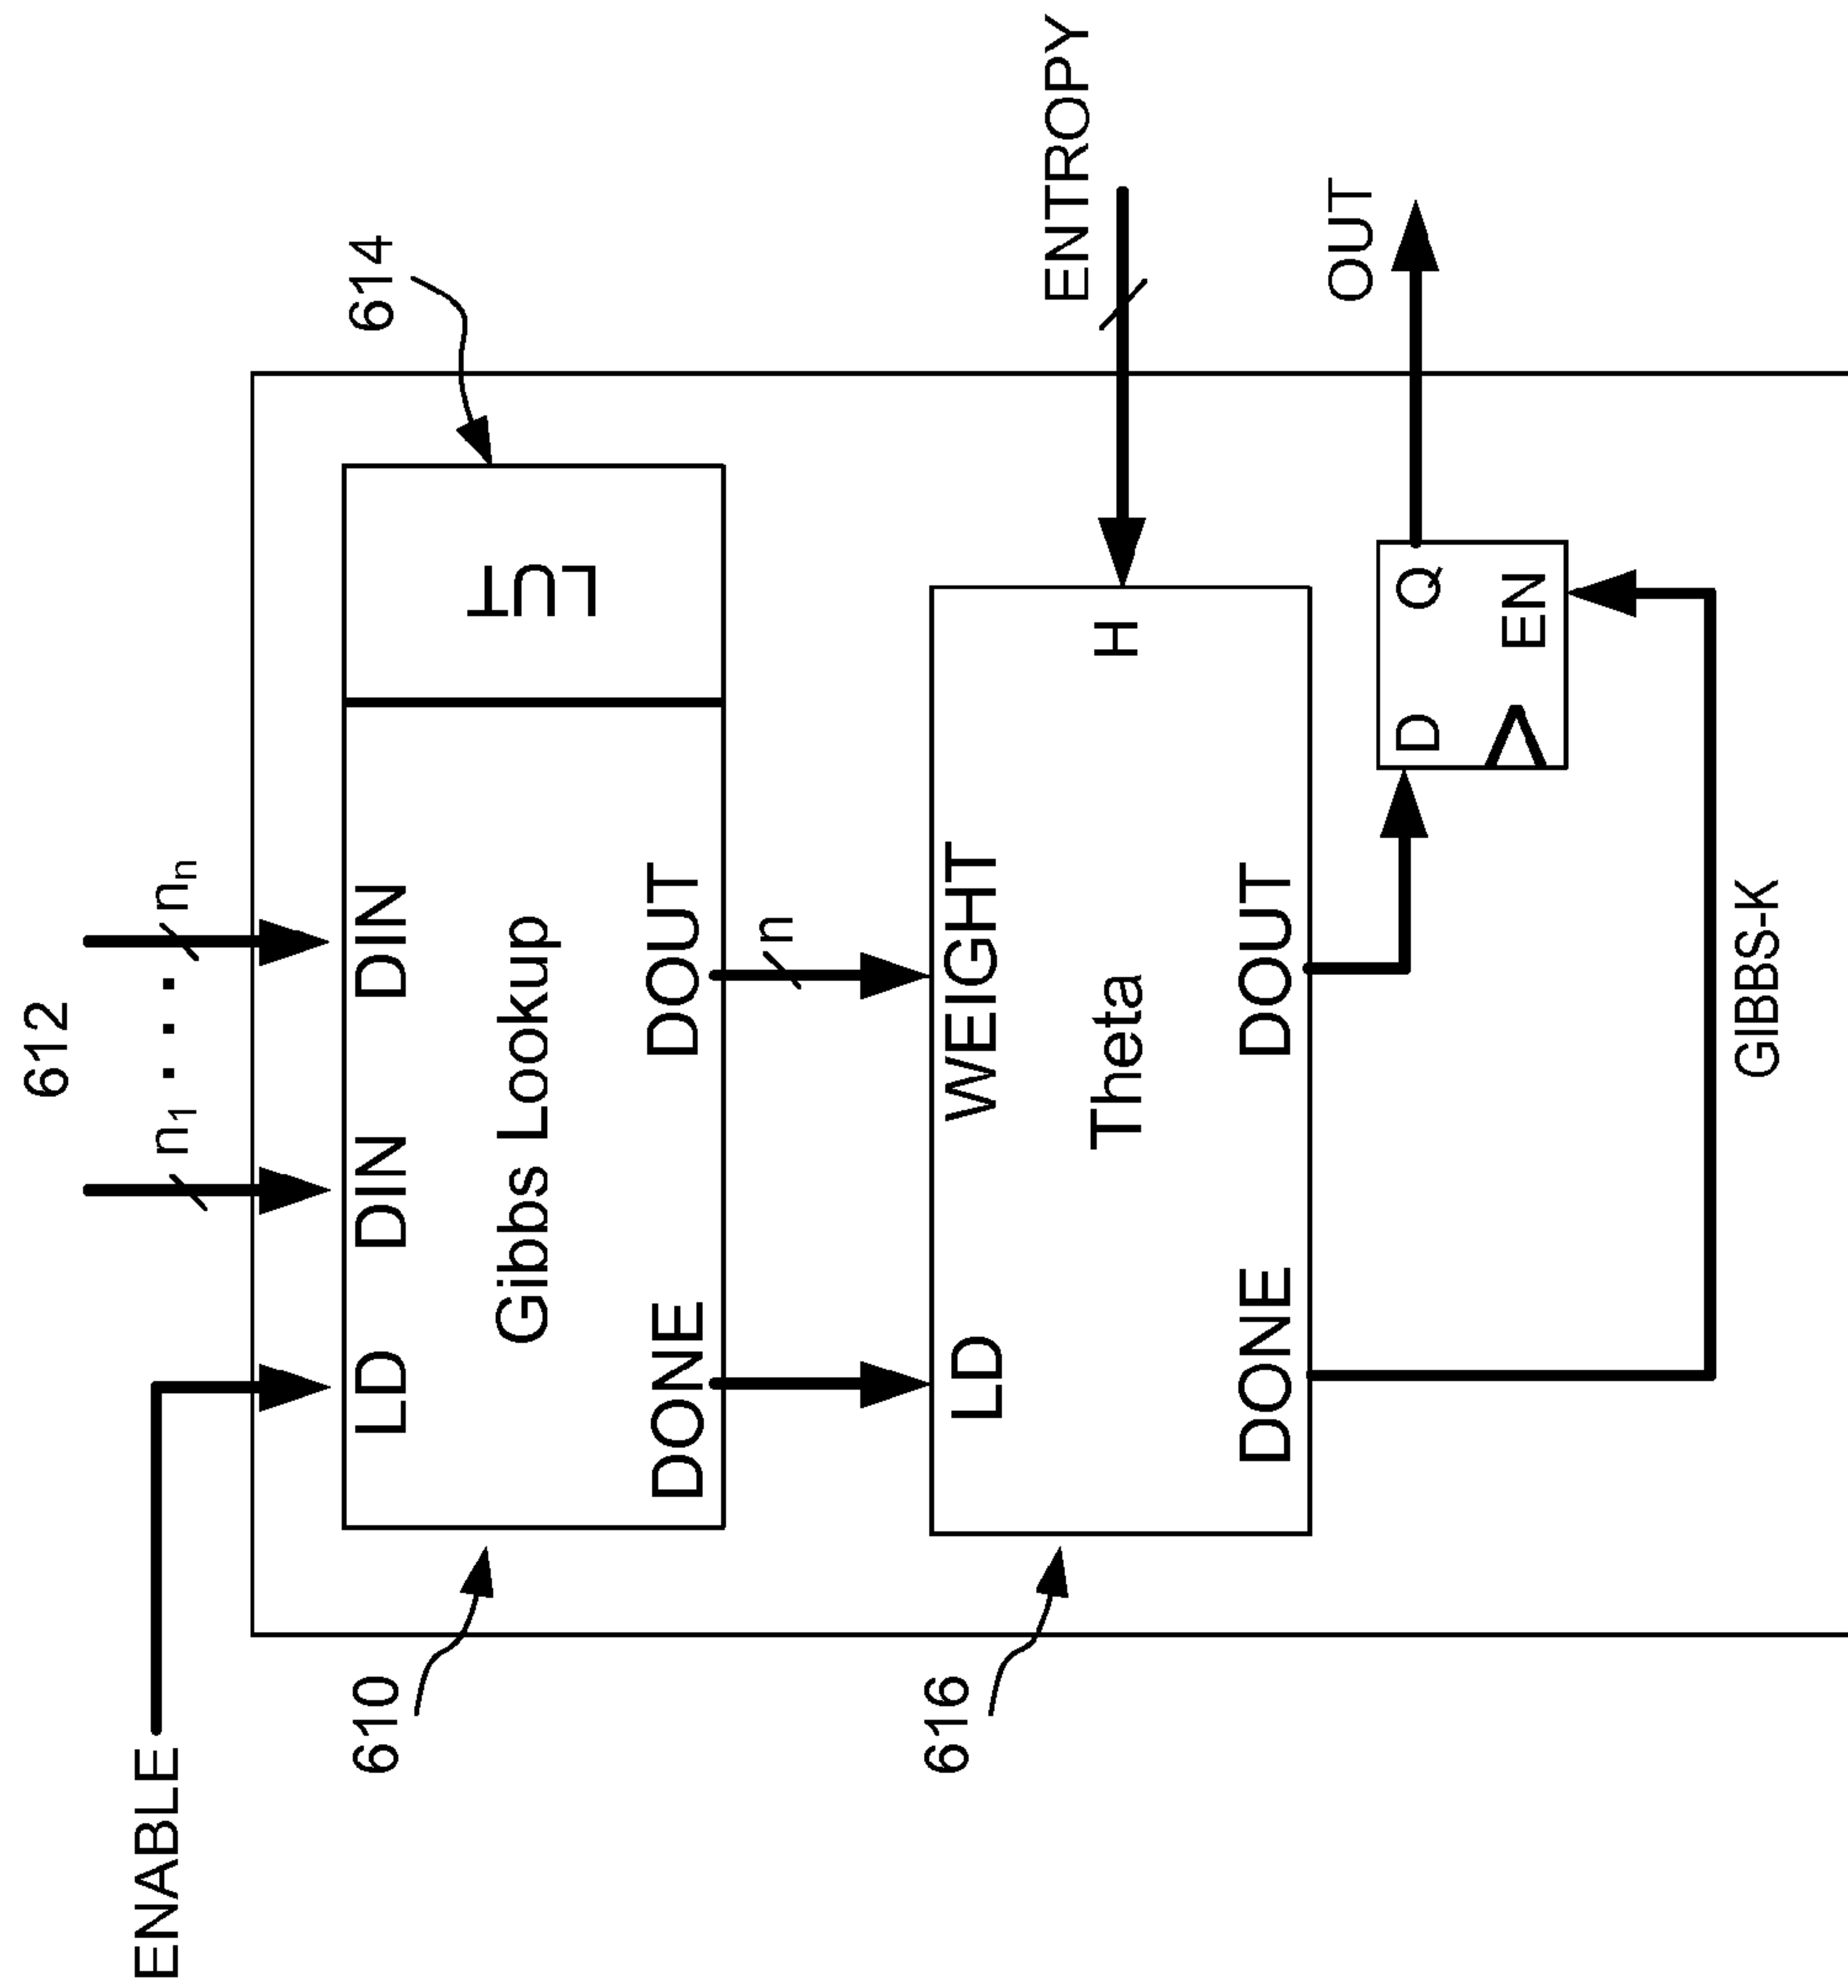 ENABLE
612
n1
nn
610
LD
DIN
DIN
Gibbs Lookup
DONE
DOUT
LUT
614
n
616
LD
WEIGHT
Theta
H
DONE
DOUT
ENTROPY
D
Q
EN
OUT
GIBBS-K